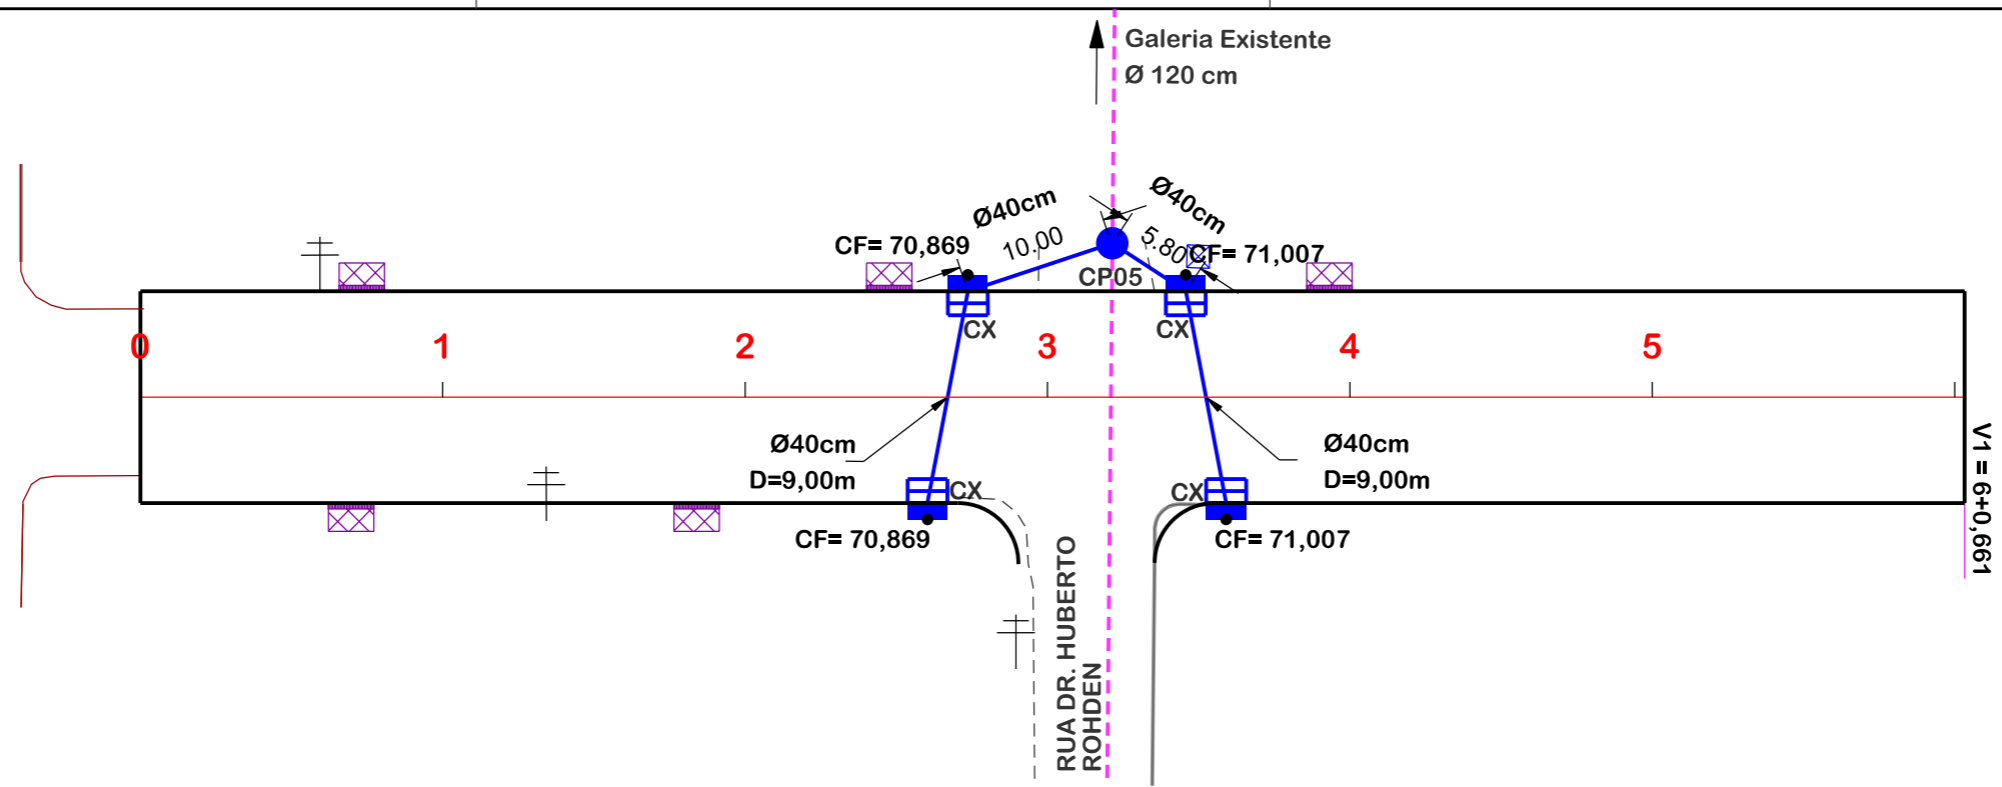 Galeria Existente
Ø 120 cm
Ø40cm
Ø40cm
10.00
5.80
CF= 70,869
CF= 71,007
CP05
CX
CX
0
1
2
3
4
5
Ø40cm
D=9,00m
Ø40cm
D=9,00m
CX
CX
CF= 70,869
CF= 71,007
RUA DR. HUBERTO
ROHDEN
V1 = 6+0,661